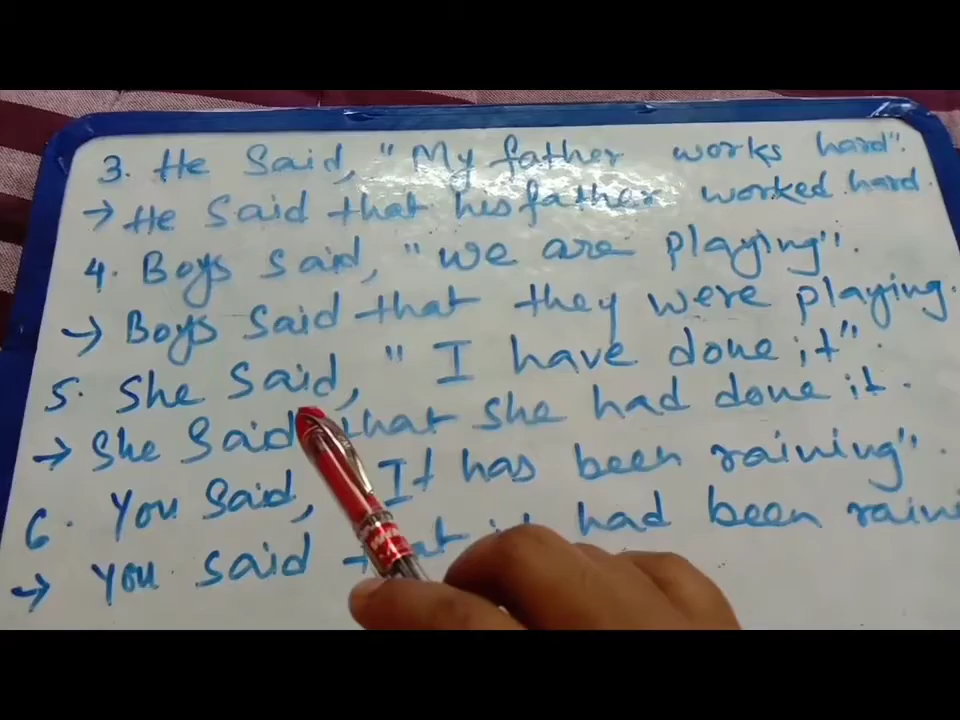 3. He Said, "My father works hard".
→ He Said that his father worked hard.
4. Boys Said, "We are playing".
→ Boys Said that they were playing.
5. She Said, "I have done it".
→ She Said that she had done it.
6. You Said, It has been raining".
→ You said had been